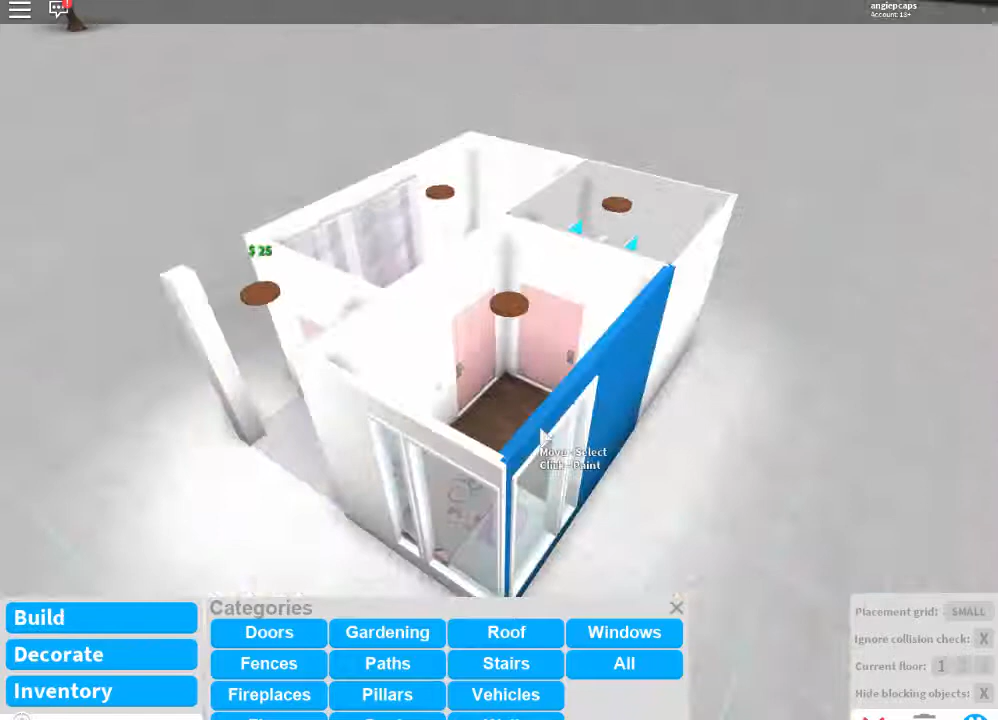 angiepcaps
Account: 13+
$ 25
Move - Select
Click - Paint
Build
Decorate
Inventory
Categories
Doors
Gardening
Roof
Windows
Fences
Paths
Stairs
All
Fireplaces
Pillars
Vehicles
Placement grid: SMALL
Ignore collision check: X
Current floor: 1
Hide blocking objects: X